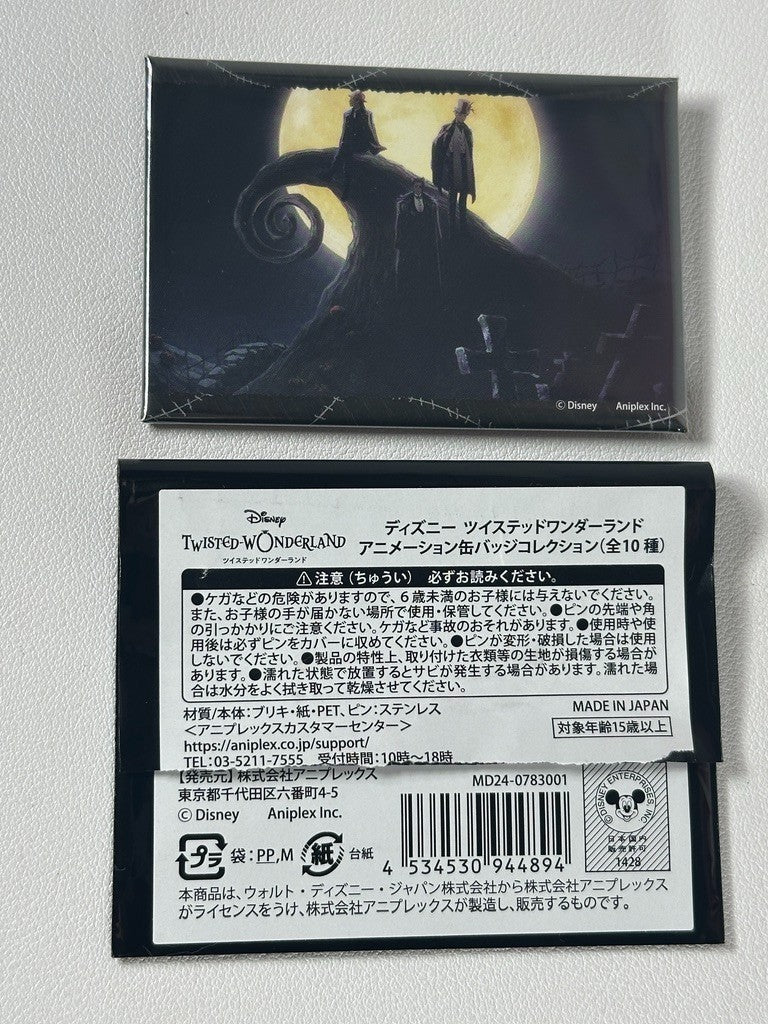 © Disney Aniplex Inc.
Disney
TWISTED-WONDERLAND
ツイステッドワンダーランド
ディズニー ツイステッドワンダーランド
アニメーション缶バッジコレクション(全10種)
⚠注意(ちゅうい) 必ずお読みください。
●ケガなどの危険がありますので、6歳未満のお子様には与えないでください。
また、お子様の手が届かない場所で使用・保管してください。●ピンの先端や角
の引っかかりにご注意ください。ケガなど事故のおそれがあります。●使用時や使
用後は必ずピンをカバーに収めてください。●ピンが変形・破損した場合は使用
しないでください。●製品の特性上、取り付けた衣類等の生地が損傷する場合が
あります。●濡れた状態で放置するとサビが発生する場合があります。濡れた場
合は水分をよく拭き取って乾燥させてください。
材質/本体:ブリキ・紙・PET、ピン:ステンレス
MADE IN JAPAN
<アニプレックスカスタマーセンター>
対象年齢15歳以上
https://aniplex.co.jp/support/
TEL:03-5211-7555 受付時間:10時~18時
【発売元】株式会社アニプレックス
MD24-0783001
東京都千代田区六番町4-5
© Disney Aniplex Inc.
プラ 袋:PP,M 紙 台紙
4 534530 944894
©DISNEY ENTERPRISES, INC.
日本国内
販売許可
1428
本商品は、ウォルト・ディズニー・ジャパン株式会社から株式会社アニプレックス
がライセンスをうけ、株式会社アニプレックスが製造し、販売するものです。